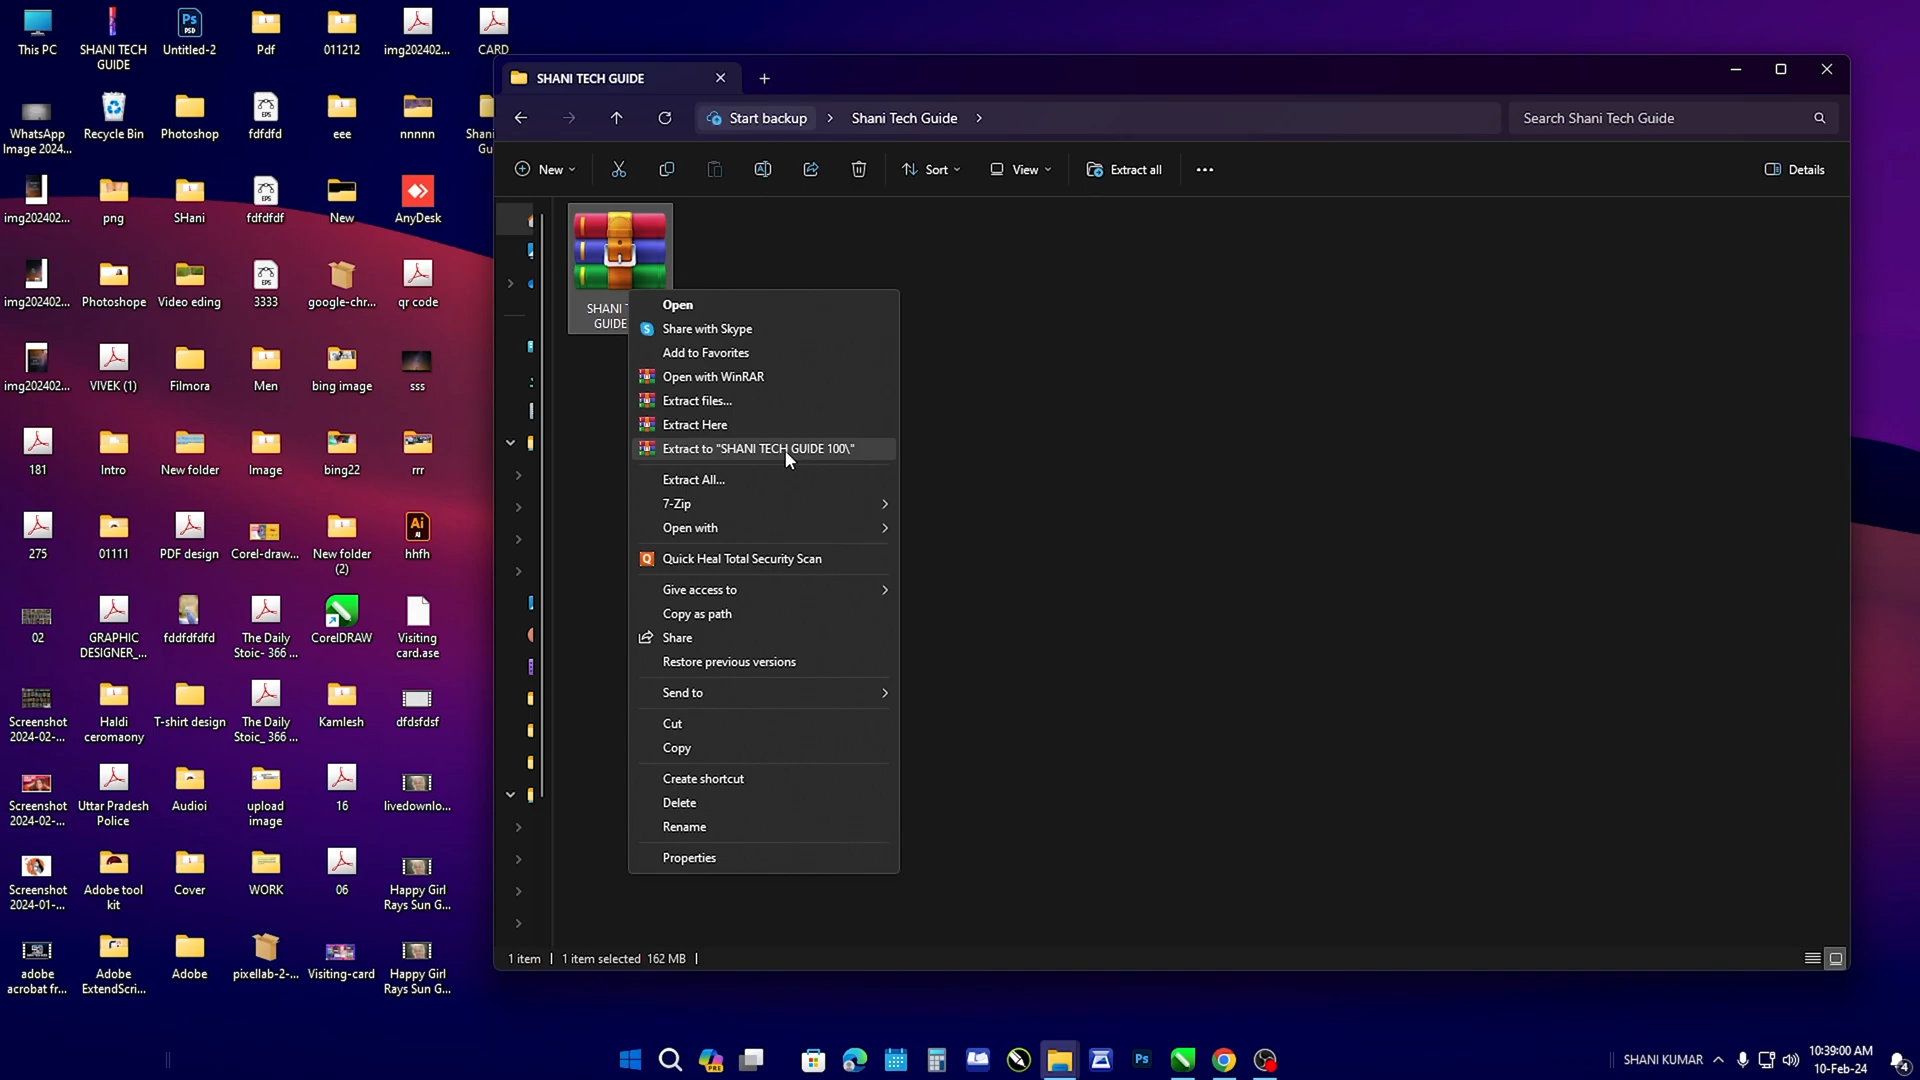 This PC
SHANI TECH
GUIDE
Untitled-2
Pdf
011212
img202402...
CARD
WhatsApp
Image 2024...
Recycle Bin
Photoshop
fdfdfd
eee
nnnnn
Shani
Gu
img202402...
png
SHani
fdfdfdf
New
AnyDesk
img202402...
Photoshope
Video eding
3333
google-chr...
qr code
img202402...
VIVEK (1)
Filmora
Men
bing image
sss
181
Intro
New folder
Image
bing22
rrr
275
01111
PDF design
Corel-draw...
New folder
(2)
hhfh
02
GRAPHIC
DESIGNER_...
fddfdfdfd
The Daily
Stoic- 366 ...
CorelDRAW
Visiting
card.ase
Screenshot
2024-02-...
Haldi
ceromaony
T-shirt design
The Daily
Stoic_ 366 ...
Kamlesh
dfdsfdsf
Screenshot
2024-02-...
Uttar Pradesh
Police
Audioi
upload
image
16
livedownlo...
Screenshot
2024-01-...
Adobe tool
kit
Cover
WORK
06
Happy Girl
Rays Sun G...
adobe
acrobat fr...
Adobe
ExtendScri...
Adobe
pixellab-2-...
Visiting-card
Happy Girl
Rays Sun G...
SHANI TECH GUIDE
Start backup
Shani Tech Guide
Search Shani Tech Guide
New
Sort
View
Extract all
Details
SHANI T
GUIDE
Open
Share with Skype
Add to Favorites
Open with WinRAR
Extract files...
Extract Here
Extract to "SHANI TECH GUIDE 100\"
Extract All...
7-Zip
Open with
Quick Heal Total Security Scan
Give access to
Copy as path
Share
Restore previous versions
Send to
Cut
Copy
Create shortcut
Delete
Rename
Properties
1 item
1 item selected 162 MB
SHANI KUMAR
10:39:00 AM
10-Feb-24
4